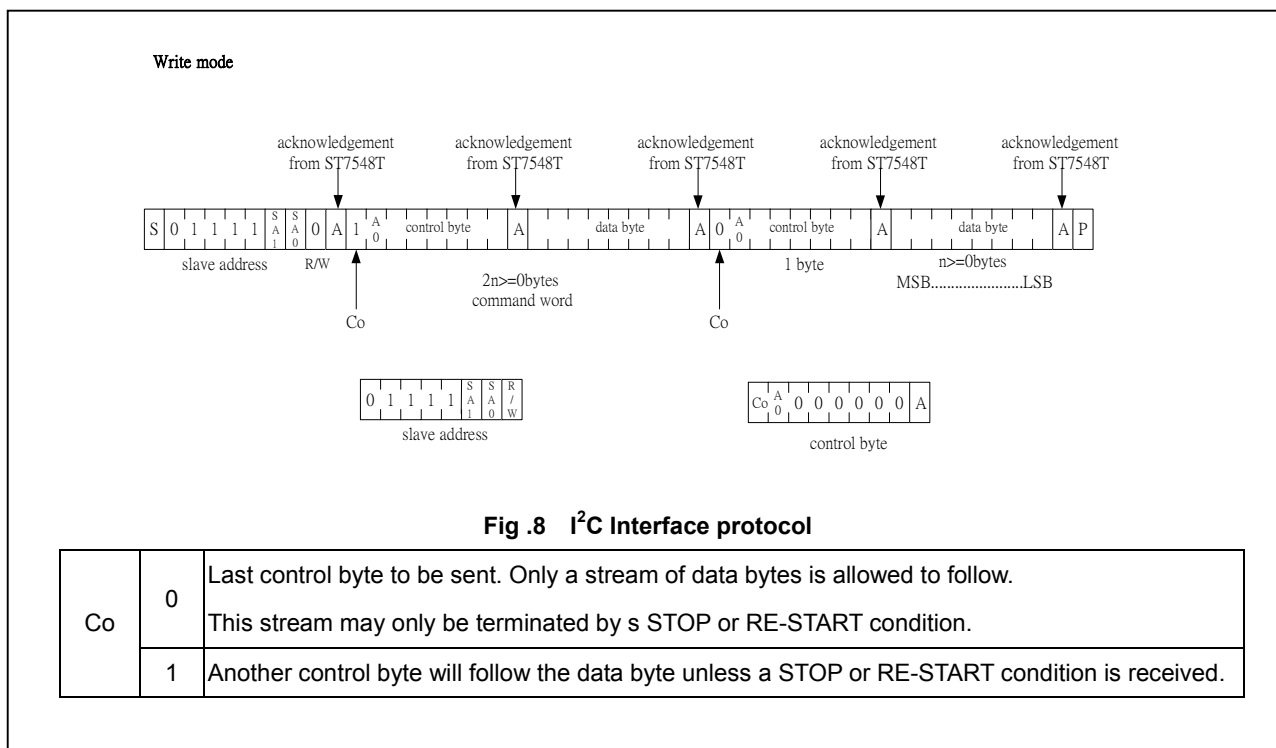 Write mode
acknowledgement from ST7548T
acknowledgement from ST7548T
acknowledgement from ST7548T
acknowledgement from ST7548T
acknowledgement from ST7548T
S 0 1 1 1 1 SA1 SA0 0 A 1 A0 control byte A data byte A 0 A0 control byte A data byte A P
slave address R/W
2n>=0bytes
command word
1 byte
n>=0bytes
MSB.......................LSB
Co
Co
0 1 1 1 1 SA1 SA0 R/W
slave address
Co A0 0 0 0 0 0 0 A
control byte
Fig .8 I2C Interface protocol
Co
0
Last control byte to be sent. Only a stream of data bytes is allowed to follow.
This stream may only be terminated by s STOP or RE-START condition.
1
Another control byte will follow the data byte unless a STOP or RE-START condition is received.